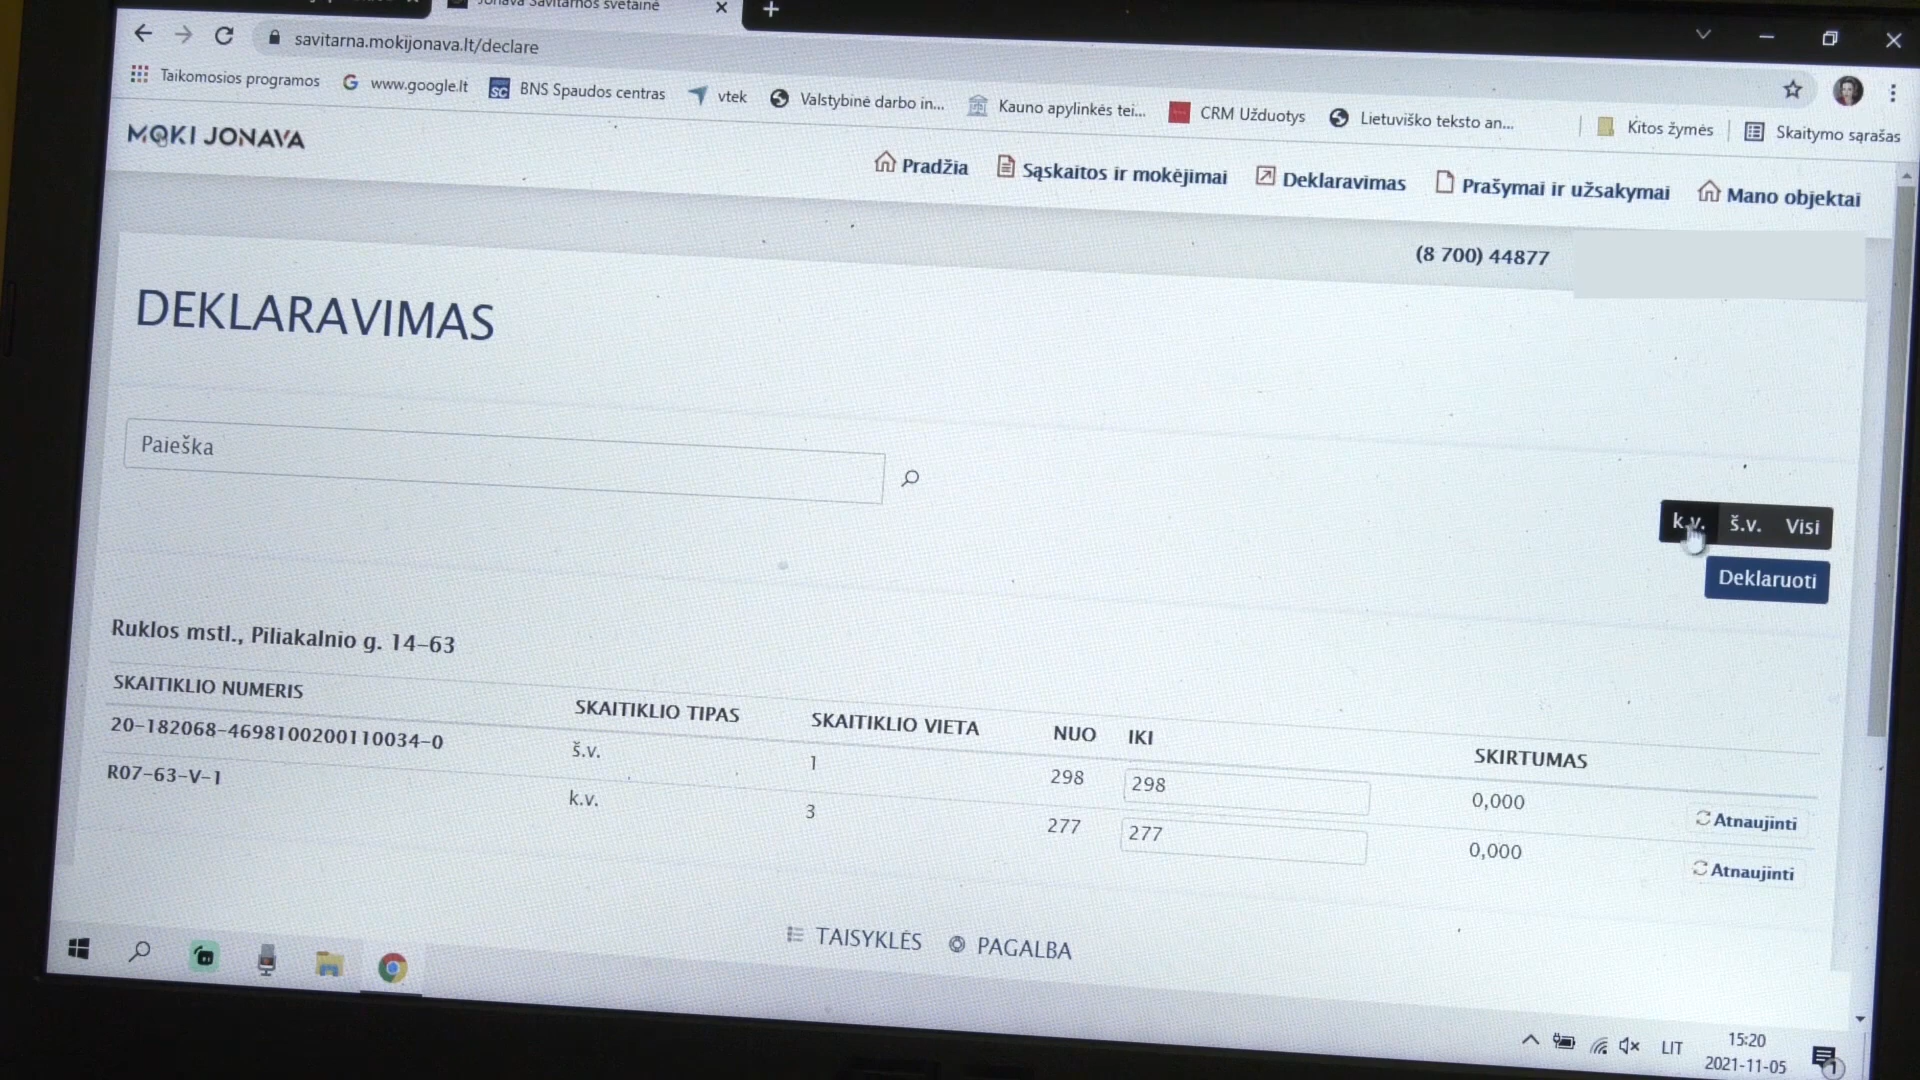 Jonava Savitarnos svetainė
savitarna.mokijonava.lt/declare
Taikomosios programos www.google.lt BNS Spaudos centras vtek Valstybinė darbo in... Kauno apylinkės tei... CRM Užduotys Lietuviško teksto an... Kitos žymės Skaitymo sąrašas
MOKI JONAVA
Pradžia Sąskaitos ir mokėjimai Deklaravimas Prašymai ir užsakymai Mano objektai
(8 700) 44877
DEKLARAVIMAS
Paieška
k.v. š.v. Visi
Deklaruoti
Ruklos mstl., Piliakalnio g. 14-63
SKAITIKLIO NUMERIS SKAITIKLIO TIPAS SKAITIKLIO VIETA NUO IKI SKIRTUMAS
20-182068-4698100200110034-0 š.v. 1 298 298 0,000 Atnaujinti
R07-63-V-1 k.v. 3 277 277 0,000 Atnaujinti
TAISYKLĖS PAGALBA
LIT 15:20
2021-11-05 1